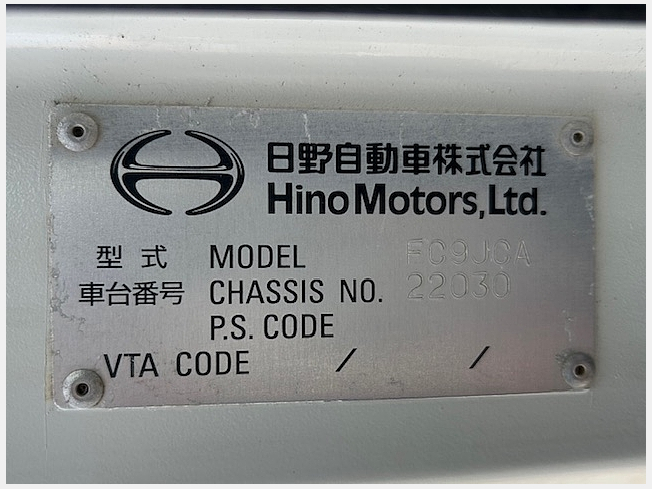 日野自動車株式会社
Hino Motors, Ltd.
型式 MODEL FC9JCA
車台番号 CHASSIS NO. 22030
P.S. CODE
VTA CODE / /